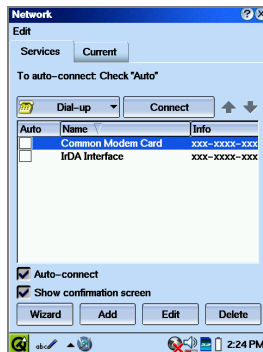 Network
Edit
Services Current
To auto-connect: Check "Auto"
Dial-up Connect
Auto Name Info
Common Modem Card xxx-xxxx-xxx
IrDA Interface xxx-xxxx-xxx
Auto-connect
Show confirmation screen
Wizard Add Edit Delete
abc 2:24 PM